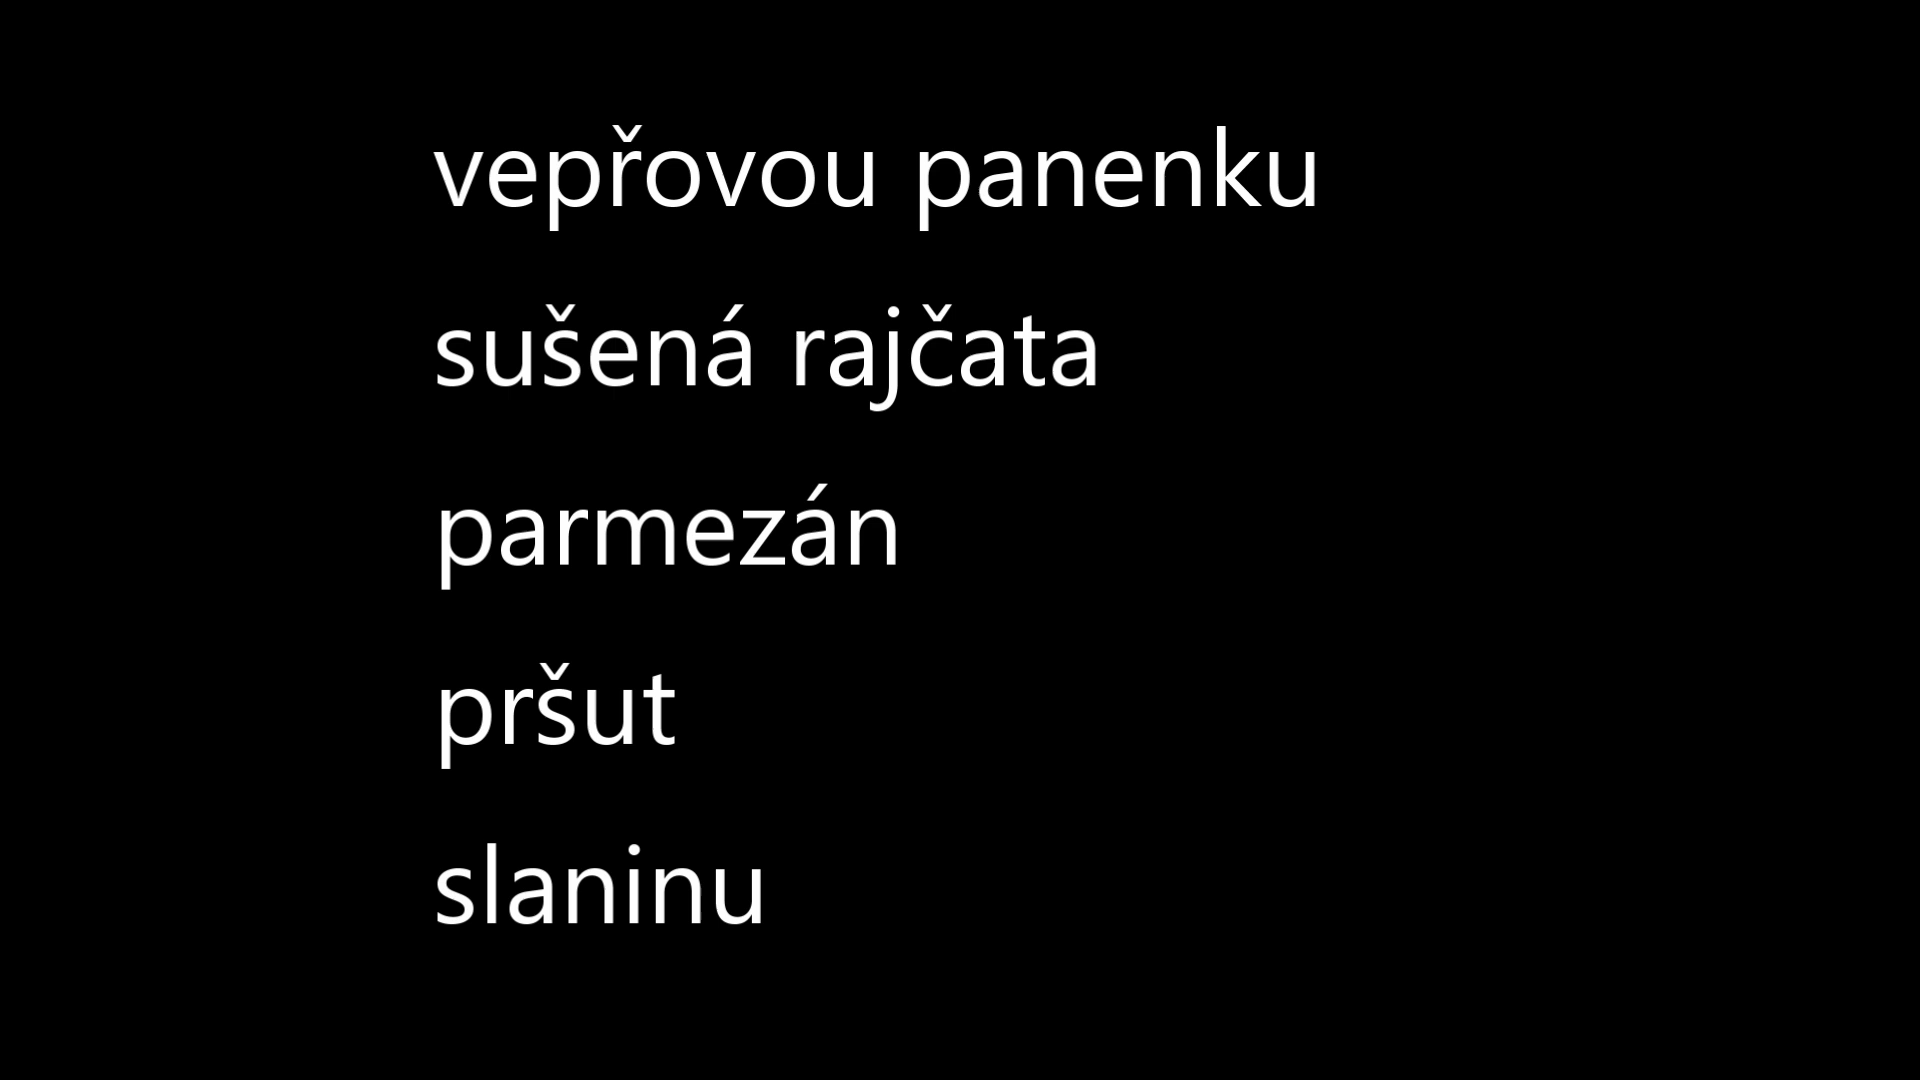 vepřovou panenku
sušená rajčata
parmezán
pršut
slaninu